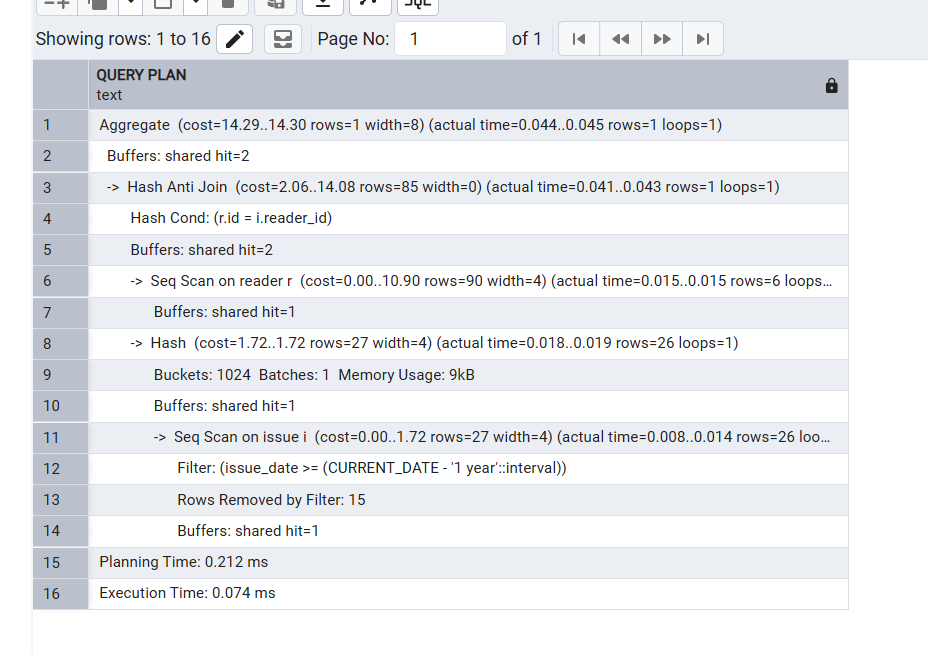 Showing rows: 1 to 16 Page No: 1 of 1
QUERY PLAN
text
1 Aggregate (cost=14.29..14.30 rows=1 width=8) (actual time=0.044..0.045 rows=1 loops=1)
2 Buffers: shared hit=2
3 -> Hash Anti Join (cost=2.06..14.08 rows=85 width=0) (actual time=0.041..0.043 rows=1 loops=1)
4 Hash Cond: (r.id = i.reader_id)
5 Buffers: shared hit=2
6 -> Seq Scan on reader r (cost=0.00..10.90 rows=90 width=4) (actual time=0.015..0.015 rows=6 loops...
7 Buffers: shared hit=1
8 -> Hash (cost=1.72..1.72 rows=27 width=4) (actual time=0.018..0.019 rows=26 loops=1)
9 Buckets: 1024 Batches: 1 Memory Usage: 9kB
10 Buffers: shared hit=1
11 -> Seq Scan on issue i (cost=0.00..1.72 rows=27 width=4) (actual time=0.008..0.014 rows=26 loo...
12 Filter: (issue_date >= (CURRENT_DATE - '1 year'::interval))
13 Rows Removed by Filter: 15
14 Buffers: shared hit=1
15 Planning Time: 0.212 ms
16 Execution Time: 0.074 ms